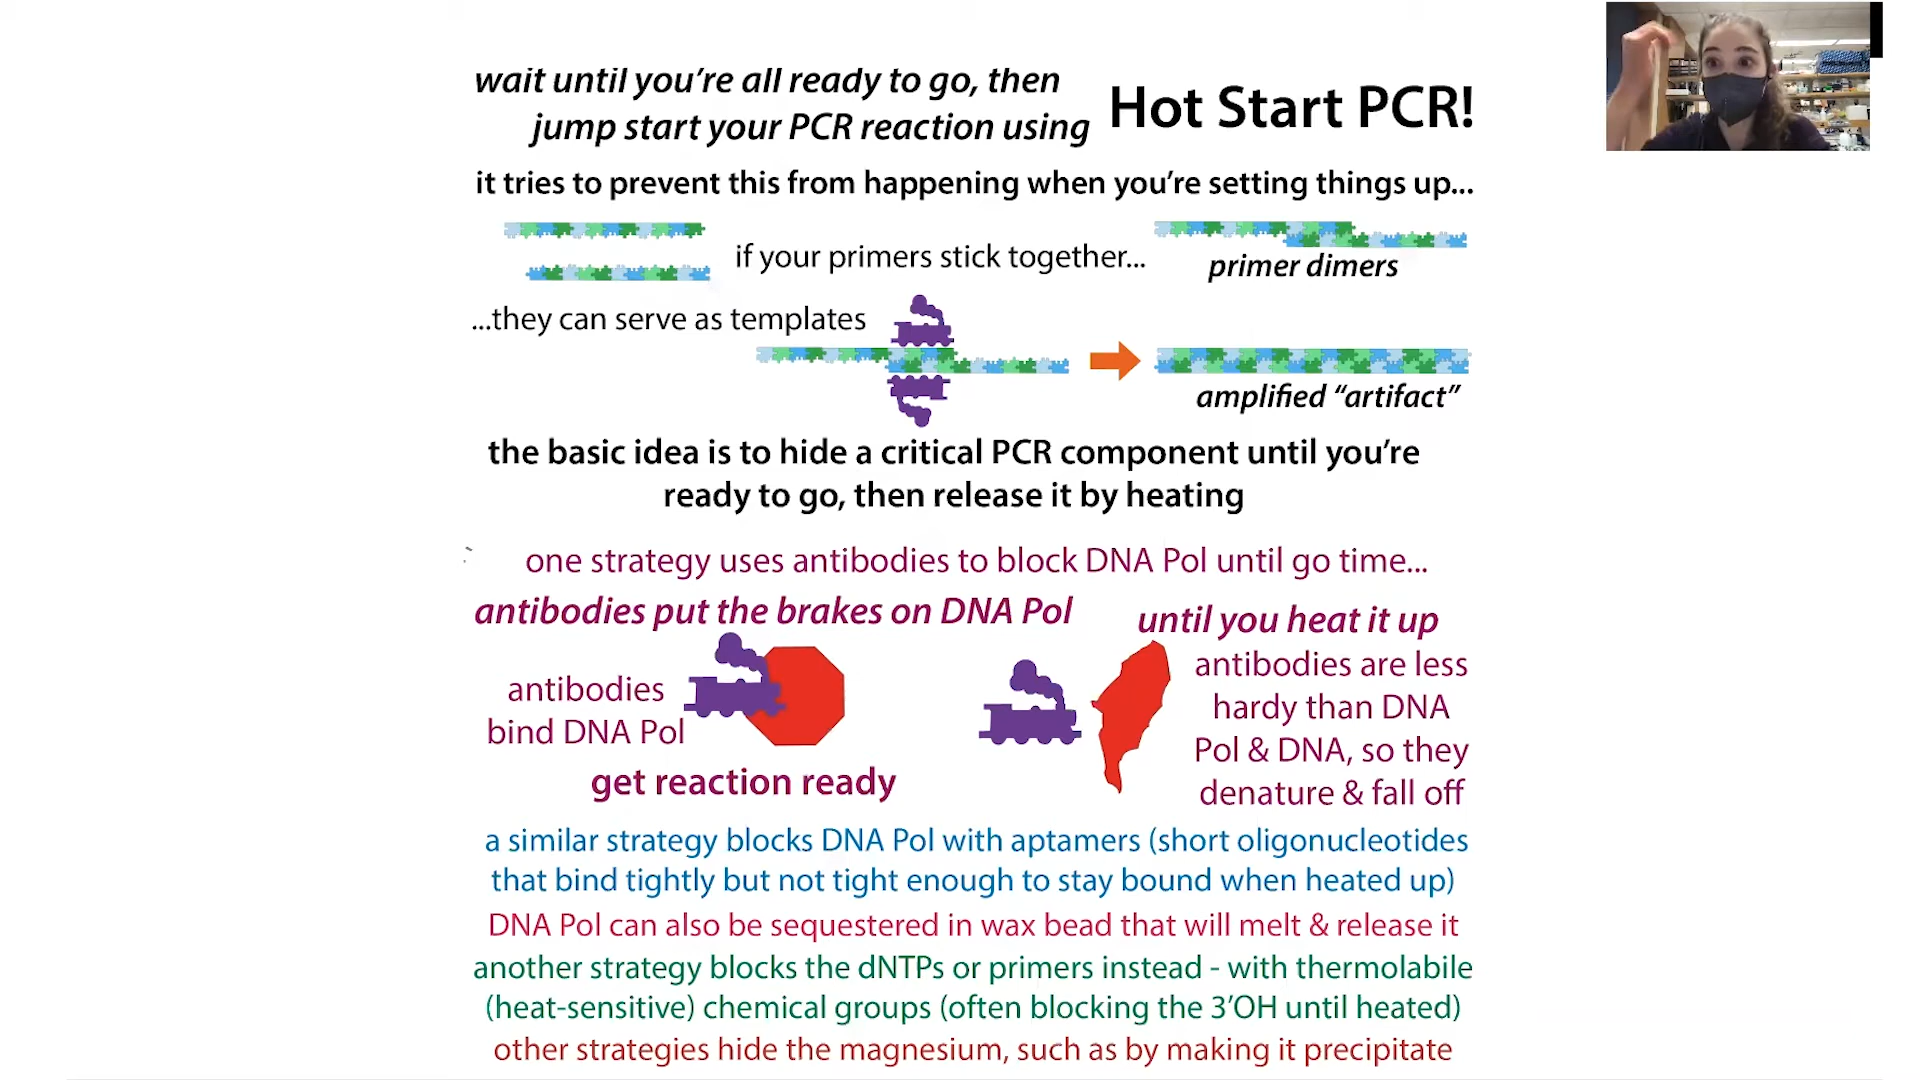 wait until you're all ready to go, then
jump start your PCR reaction using
Hot Start PCR!
it tries to prevent this from happening when you're setting things up...
if your primers stick together...
primer dimers
...they can serve as templates
amplified “artifact”
the basic idea is to hide a critical PCR component until you're
ready to go, then release it by heating
one strategy uses antibodies to block DNA Pol until go time...
antibodies put the brakes on DNA Pol
antibodies
bind DNA Pol
get reaction ready
until you heat it up
antibodies are less
hardy than DNA
Pol & DNA, so they
denature & fall off
a similar strategy blocks DNA Pol with aptamers (short oligonucleotides
that bind tightly but not tight enough to stay bound when heated up)
DNA Pol can also be sequestered in wax bead that will melt & release it
another strategy blocks the dNTPs or primers instead - with thermolabile
(heat-sensitive) chemical groups (often blocking the 3'OH until heated)
other strategies hide the magnesium, such as by making it precipitate